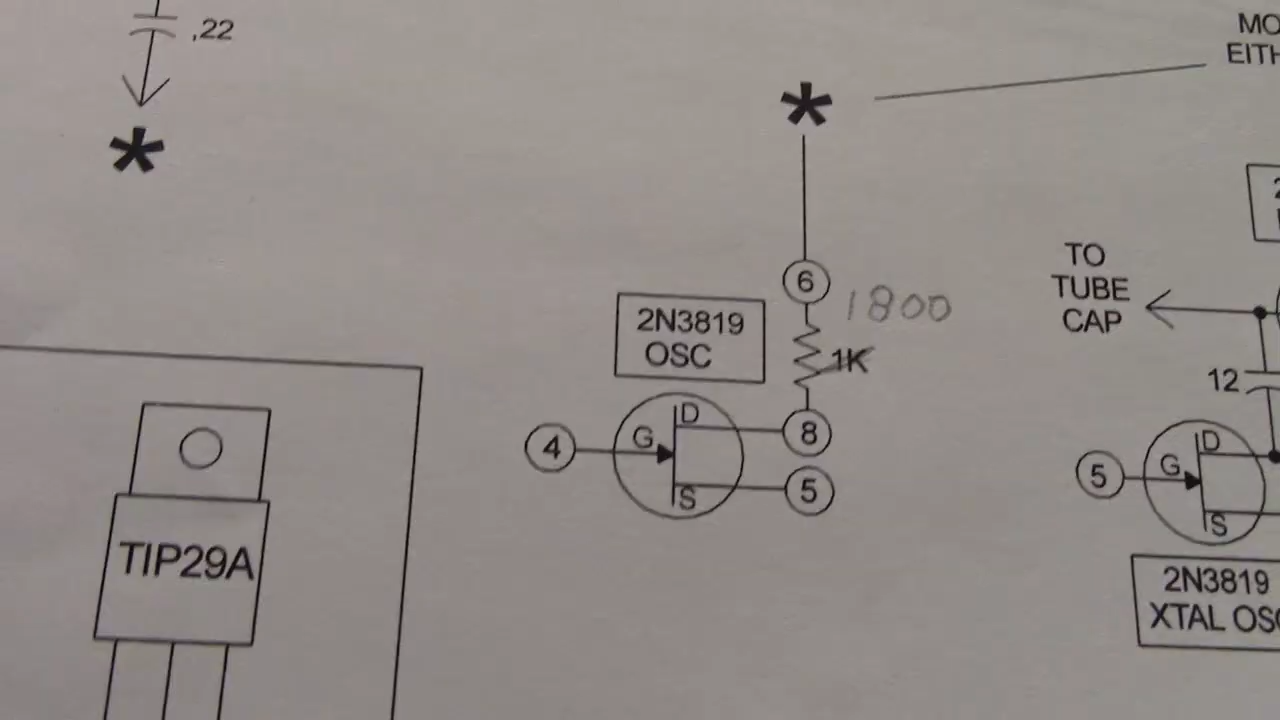 ,22
*
*
MO
EITH
TO
TUBE
CAP
6
1800
2N3819
OSC
1K
D
G
S
4
8
5
12
5
D
G
S
TIP29A
2N3819
XTAL OSC